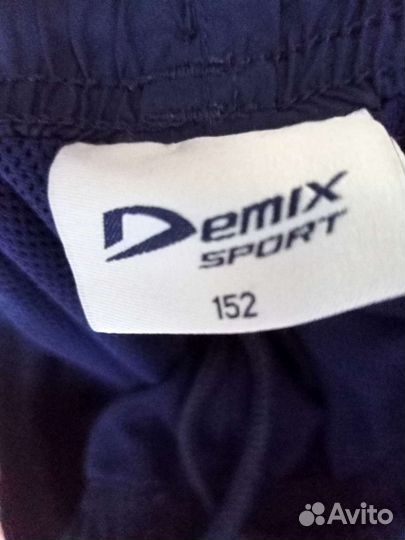 Demix
SPORT
152
Avito